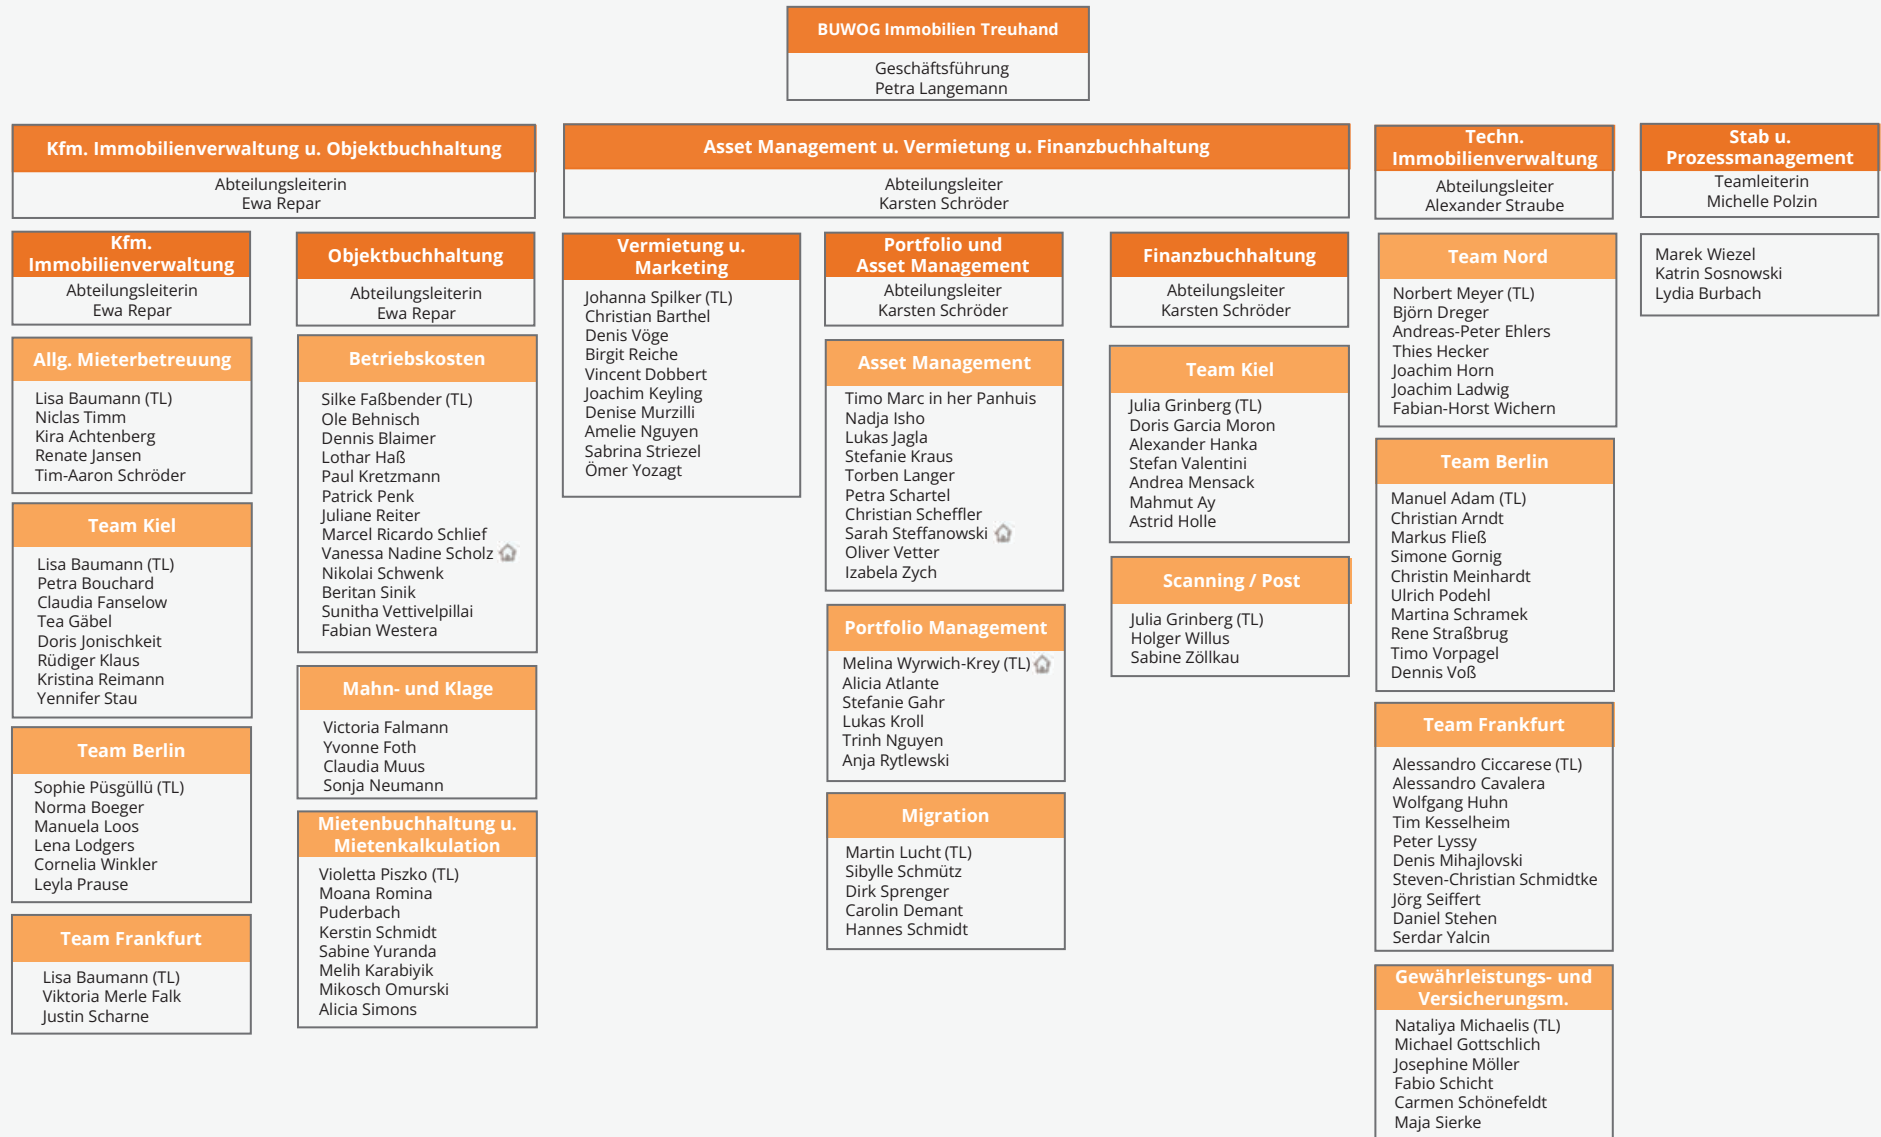 BUWOG Immobilien Treuhand
Geschäftsführung
Petra Langemann
Kfm. Immobilienverwaltung u. Objektbuchhaltung
Abteilungsleiterin
Ewa Repar
Kfm.
Immobilienverwaltung
Abteilungsleiterin
Ewa Repar
Allg. Mieterbetreuung
Lisa Baumann (TL)
Niclas Timm
Kira Achtenberg
Renate Jansen
Tim-Aaron Schröder
Team Kiel
Lisa Baumann (TL)
Petra Bouchard
Claudia Fanselow
Tea Gäbel
Doris Jonischkeit
Rüdiger Klaus
Kristina Reimann
Yennifer Stau
Team Berlin
Sophie Püsgüllü (TL)
Norma Boeger
Manuela Loos
Lena Lodgers
Cornelia Winkler
Leyla Prause
Team Frankfurt
Lisa Baumann (TL)
Viktoria Merle Falk
Justin Scharne
Objektbuchhaltung
Abteilungsleiterin
Ewa Repar
Betriebskosten
Silke Faßbender (TL)
Ole Behnisch
Dennis Blaimer
Lothar Haß
Paul Kretzmann
Patrick Penk
Juliane Reiter
Marcel Ricardo Schlief
Vanessa Nadine Scholz
Nikolai Schwenk
Beritan Sinik
Sunitha Vettivelpillai
Fabian Westera
Mahn- und Klage
Victoria Falmann
Yvonne Foth
Claudia Muus
Sonja Neumann
Mietenbuchhaltung u.
Mietenkalkulation
Violetta Piszko (TL)
Moana Romina
Puderbach
Kerstin Schmidt
Sabine Yuranda
Melih Karabiyik
Mikosch Omurski
Alicia Simons
Asset Management u. Vermietung u. Finanzbuchhaltung
Abteilungsleiter
Karsten Schröder
Vermietung u.
Marketing
Johanna Spilker (TL)
Christian Barthel
Denis Vöge
Birgit Reiche
Vincent Dobbert
Joachim Keyling
Denise Murzilli
Amelie Nguyen
Sabrina Striezel
Ömer Yozagt
Portfolio und
Asset Management
Abteilungsleiter
Karsten Schröder
Asset Management
Timo Marc in her Panhuis
Nadja Isho
Lukas Jagla
Stefanie Kraus
Torben Langer
Petra Schartel
Christian Scheffler
Sarah Steffanowski
Oliver Vetter
Izabela Zych
Portfolio Management
Melina Wyrwich-Krey (TL)
Alicia Atlante
Stefanie Gahr
Lukas Kroll
Trinh Nguyen
Anja Rytlewski
Migration
Martin Lucht (TL)
Sibylle Schmütz
Dirk Sprenger
Carolin Demant
Hannes Schmidt
Finanzbuchhaltung
Abteilungsleiter
Karsten Schröder
Team Kiel
Julia Grinberg (TL)
Doris Garcia Moron
Alexander Hanka
Stefan Valentini
Andrea Mensack
Mahmut Ay
Astrid Holle
Scanning / Post
Julia Grinberg (TL)
Holger Willus
Sabine Zöllkau
Techn.
Immobilienverwaltung
Abteilungsleiter
Alexander Straube
Team Nord
Norbert Meyer (TL)
Björn Dreger
Andreas-Peter Ehlers
Thies Hecker
Joachim Horn
Joachim Ladwig
Fabian-Horst Wichern
Team Berlin
Manuel Adam (TL)
Christian Arndt
Markus Fließ
Simone Gornig
Christin Meinhardt
Ulrich Podehl
Martina Schramek
Rene Straßbrug
Timo Vorpagel
Dennis Voß
Team Frankfurt
Alessandro Ciccarese (TL)
Alessandro Cavalera
Wolfgang Huhn
Tim Kesselheim
Peter Lyssy
Denis Mihajlovski
Steven-Christian Schmidtke
Jörg Seiffert
Daniel Stehen
Serdar Yalcin
Gewährleistungs- und
Versicherungsm.
Nataliya Michaelis (TL)
Michael Gottschlich
Josephine Möller
Fabio Schicht
Carmen Schönefeldt
Maja Sierke
Stab u.
Prozessmanagement
Teamleiterin
Michelle Polzin
Marek Wiezel
Katrin Sosnowski
Lydia Burbach